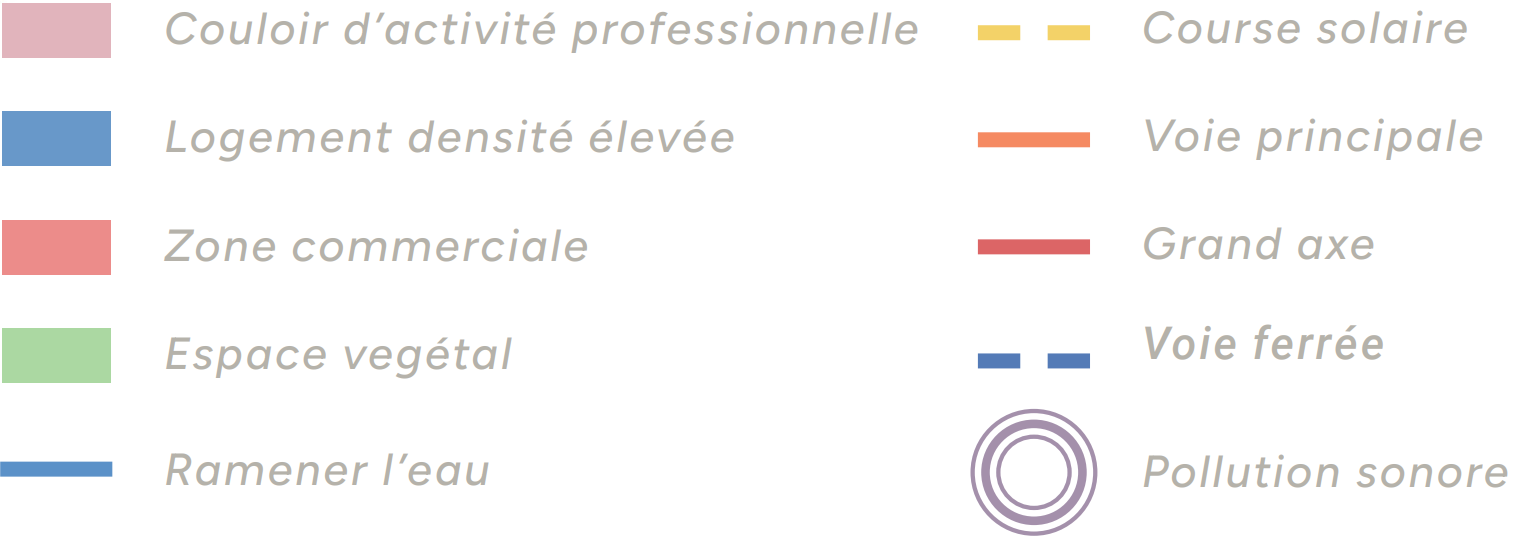 Couloir d’activité professionnelle
Logement densité élevée
Zone commerciale
Espace vegétal
Ramener l’eau
Course solaire
Voie principale
Grand axe
Voie ferrée
Pollution sonore